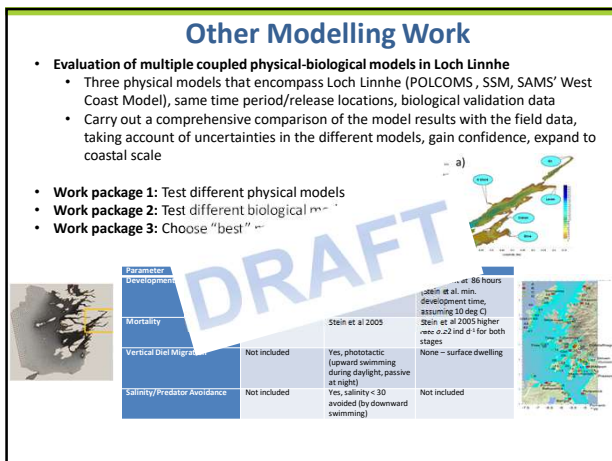 Other Modelling Work
• Evaluation of multiple coupled physical-biological models in Loch Linnhe
• Three physical models that encompass Loch Linnhe (POLCOMS , SSM, SAMS' West
Coast Model), same time period/release locations, biological validation data
• Carry out a comprehensive comparison of the model results with the field data,
taking account of uncertainties in the different models, gain confidence, expand to
coastal scale
a)
• Work package 1: Test different physical models
• Work package 2: Test different biological
• Work package 3: Choose "best"
DRAFT
Parameter
Development at 86 hours
(Stein et al. min.
development time,
assuming 10 deg C)
Mortality Stein et al 2005 Stein et al 2005 higher
rate 0.22 ind d-1 for both
stages
Vertical Diel Migration Not included Yes, phototactic None – surface dwelling
(upward swimming
during daylight, passive
at night)
Salinity/Predator Avoidance Not included Yes, salinity < 30 Not included
avoided (by downward
swimming)